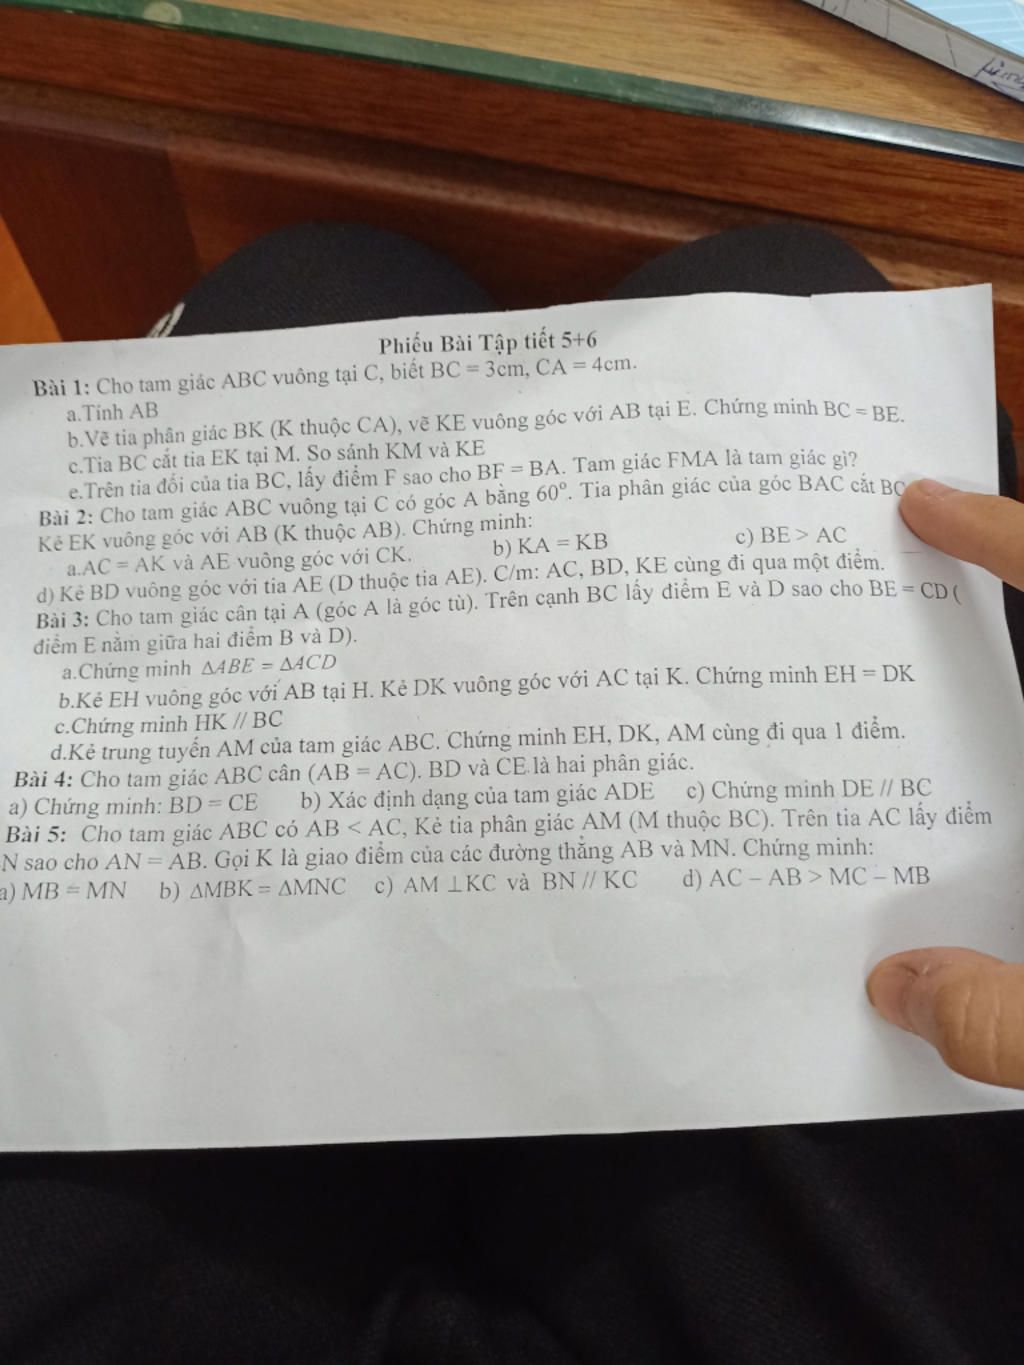 Phiếu Bài Tập tiết 5+6
Bài 1: Cho tam giác ABC vuông tại C, biết BC = 3cm, CA = 4cm.
a.Tính AB
b.Vẽ tia phân giác BK (K thuộc CA), vẽ KE vuông góc với AB tại E. Chứng minh BC = BE.
c.Tia BC cắt tia EK tại M. So sánh KM và KE
e.Trên tia đối của tia BC, lấy điểm F sao cho BF = BA. Tam giác FMA là tam giác gì?
Bài 2: Cho tam giác ABC vuông tại C có góc A bằng 60°. Tia phân giác của góc BAC cắt BC
Kẻ EK vuông góc với AB (K thuộc AB). Chứng minh:
a.AC = AK và AE vuông góc với CK. b) KA = KB c) BE > AC
d) Kẻ BD vuông góc với tia AE (D thuộc tia AE). C/m: AC, BD, KE cùng đi qua một điểm.
Bài 3: Cho tam giác cân tại A (góc A là góc tù). Trên cạnh BC lấy điểm E và D sao cho BE = CD (
điểm E nằm giữa hai điểm B và D).
a.Chứng minh ΔABE = ΔACD
b.Kẻ EH vuông góc với AB tại H. Kẻ DK vuông góc với AC tại K. Chứng minh EH = DK
c.Chứng minh HK // BC
d.Kẻ trung tuyến AM của tam giác ABC. Chứng minh EH, DK, AM cùng đi qua 1 điểm.
Bài 4: Cho tam giác ABC cân (AB = AC). BD và CE là hai phân giác.
a) Chứng minh: BD = CE b) Xác định dạng của tam giác ADE c) Chứng minh DE // BC
Bài 5: Cho tam giác ABC có AB < AC, Kẻ tia phân giác AM (M thuộc BC). Trên tia AC lấy điểm
N sao cho AN = AB. Gọi K là giao điểm của các đường thẳng AB và MN. Chứng minh:
a) MB = MN b) ΔMBK = ΔMNC c) AM ⊥KC và BN // KC d) AC – AB > MC – MB